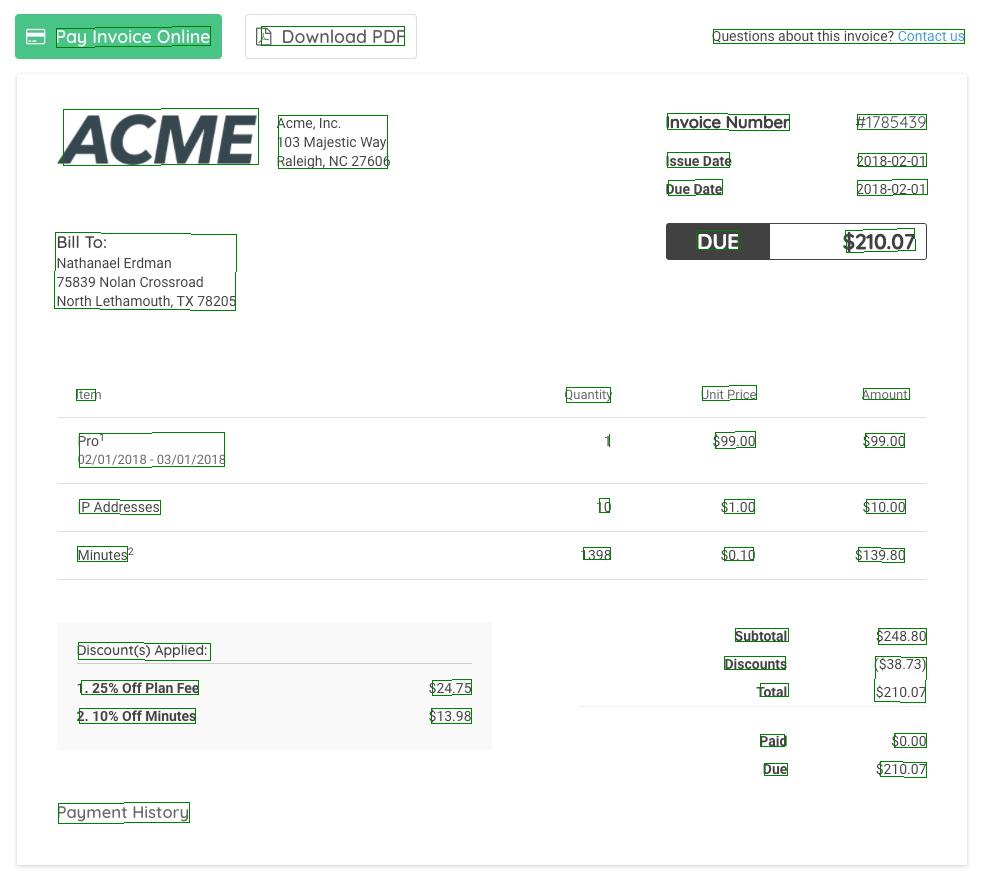 Pay Invoice Online
Download PDF
Questions about this invoice? Contact us
ACME
Acme, Inc.
103 Majestic Way
Raleigh, NC 27606
Invoice Number #1785439
Issue Date 2018-02-01
Due Date 2018-02-01
DUE $210.07
Bill To:
Nathanael Erdman
75839 Nolan Crossroad
North Lethamouth, TX 78205
Item Quantity Unit Price Amount
Pro¹ 1 $99.00 $99.00
02/01/2018 - 03/01/2018
IP Addresses 10 $1.00 $10.00
Minutes² 1398 $0.10 $139.80
Discount(s) Applied:
1. 25% Off Plan Fee $24.75
2. 10% Off Minutes $13.98
Subtotal $248.80
Discounts ($38.73)
Total $210.07
Paid $0.00
Due $210.07
Payment History